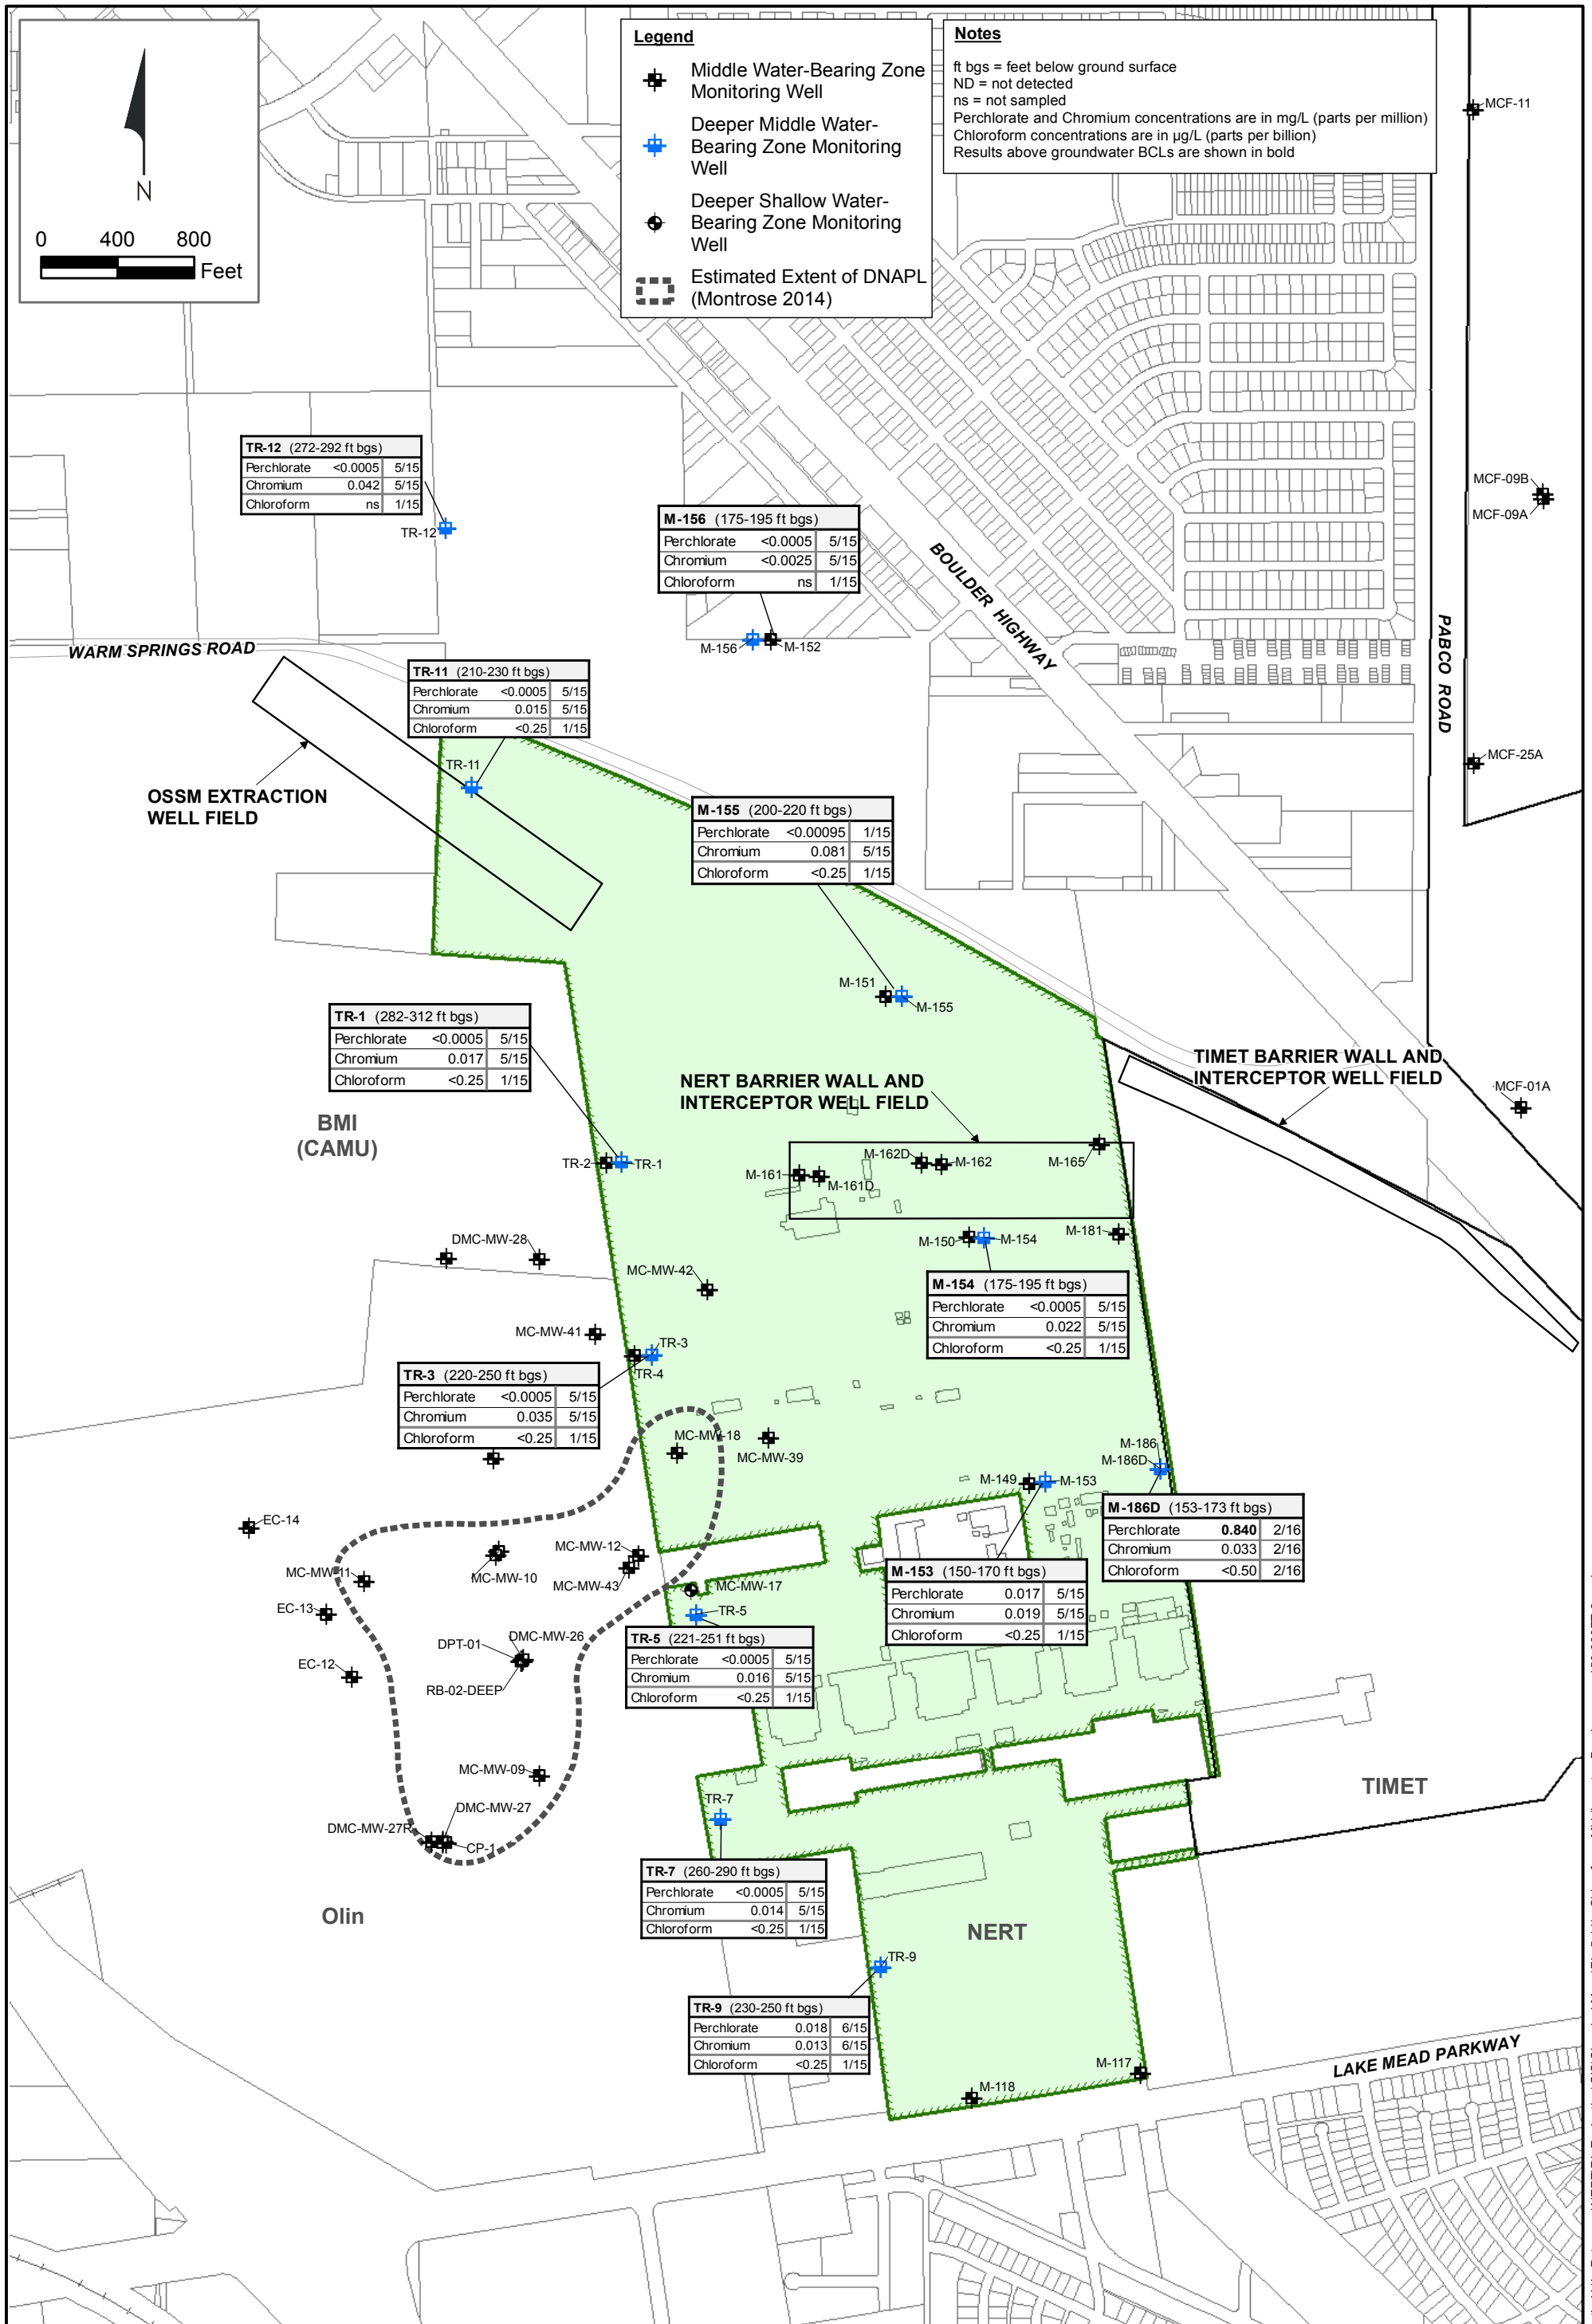 N
0 400 800
Feet
Legend
Middle Water-Bearing Zone
Monitoring Well
Deeper Middle Water-
Bearing Zone Monitoring
Well
Deeper Shallow Water-
Bearing Zone Monitoring
Well
Estimated Extent of DNAPL
(Montrose 2014)
Notes
ft bgs = feet below ground surface
ND = not detected
ns = not sampled
Perchlorate and Chromium concentrations are in mg/L (parts per million)
Chloroform concentrations are in µg/L (parts per billion)
Results above groundwater BCLs are shown in bold
MCF-11
TR-12 (272-292 ft bgs)
Perchlorate <0.0005 5/15
Chromium 0.042 5/15
Chloroform ns 1/15
TR-12
M-156 (175-195 ft bgs)
Perchlorate <0.0005 5/15
Chromium <0.0025 5/15
Chloroform ns 1/15
M-156
M-152
MCF-09B
MCF-09A
BOULDER HIGHWAY
PABCO ROAD
WARM SPRINGS ROAD
TR-11 (210-230 ft bgs)
Perchlorate <0.0005 5/15
Chromium 0.015 5/15
Chloroform <0.25 1/15
TR-11
MCF-25A
OSSM EXTRACTION
WELL FIELD
M-155 (200-220 ft bgs)
Perchlorate <0.00095 1/15
Chromium 0.081 5/15
Chloroform <0.25 1/15
M-151
M-155
TR-1 (282-312 ft bgs)
Perchlorate <0.0005 5/15
Chromium 0.017 5/15
Chloroform <0.25 1/15
TIMET BARRIER WALL AND
INTERCEPTOR WELL FIELD
NERT BARRIER WALL AND
INTERCEPTOR WELL FIELD
MCF-01A
BMI
(CAMU)
TR-2
TR-1
M-161
M-161D
M-162D
M-162
M-165
M-181
M-150
M-154
DMC-MW-28
MC-MW-42
M-154 (175-195 ft bgs)
Perchlorate <0.0005 5/15
Chromium 0.022 5/15
Chloroform <0.25 1/15
MC-MW-41
TR-3
TR-4
TR-3 (220-250 ft bgs)
Perchlorate <0.0005 5/15
Chromium 0.035 5/15
Chloroform <0.25 1/15
MC-MW-18
MC-MW-39
M-186
M-186D
M-149
M-153
M-186D (153-173 ft bgs)
Perchlorate 0.840 2/16
Chromium 0.033 2/16
Chloroform <0.50 2/16
EC-14
MC-MW-12
MC-MW-10
MC-MW-43
MC-MW-11
MC-MW-17
M-153 (150-170 ft bgs)
Perchlorate 0.017 5/15
Chromium 0.019 5/15
Chloroform <0.25 1/15
EC-13
TR-5
TR-5 (221-251 ft bgs)
Perchlorate <0.0005 5/15
Chromium 0.016 5/15
Chloroform <0.25 1/15
DPT-01
DMC-MW-26
EC-12
RB-02-DEEP
MC-MW-09
TIMET
DMC-MW-27
TR-7
DMC-MW-27R
CP-1
TR-7 (260-290 ft bgs)
Perchlorate <0.0005 5/15
Chromium 0.014 5/15
Chloroform <0.25 1/15
Olin
NERT
TR-9
TR-9 (230-250 ft bgs)
Perchlorate 0.018 6/15
Chromium 0.013 6/15
Chloroform <0.25 1/15
M-117
M-118
LAKE MEAD PARKWAY